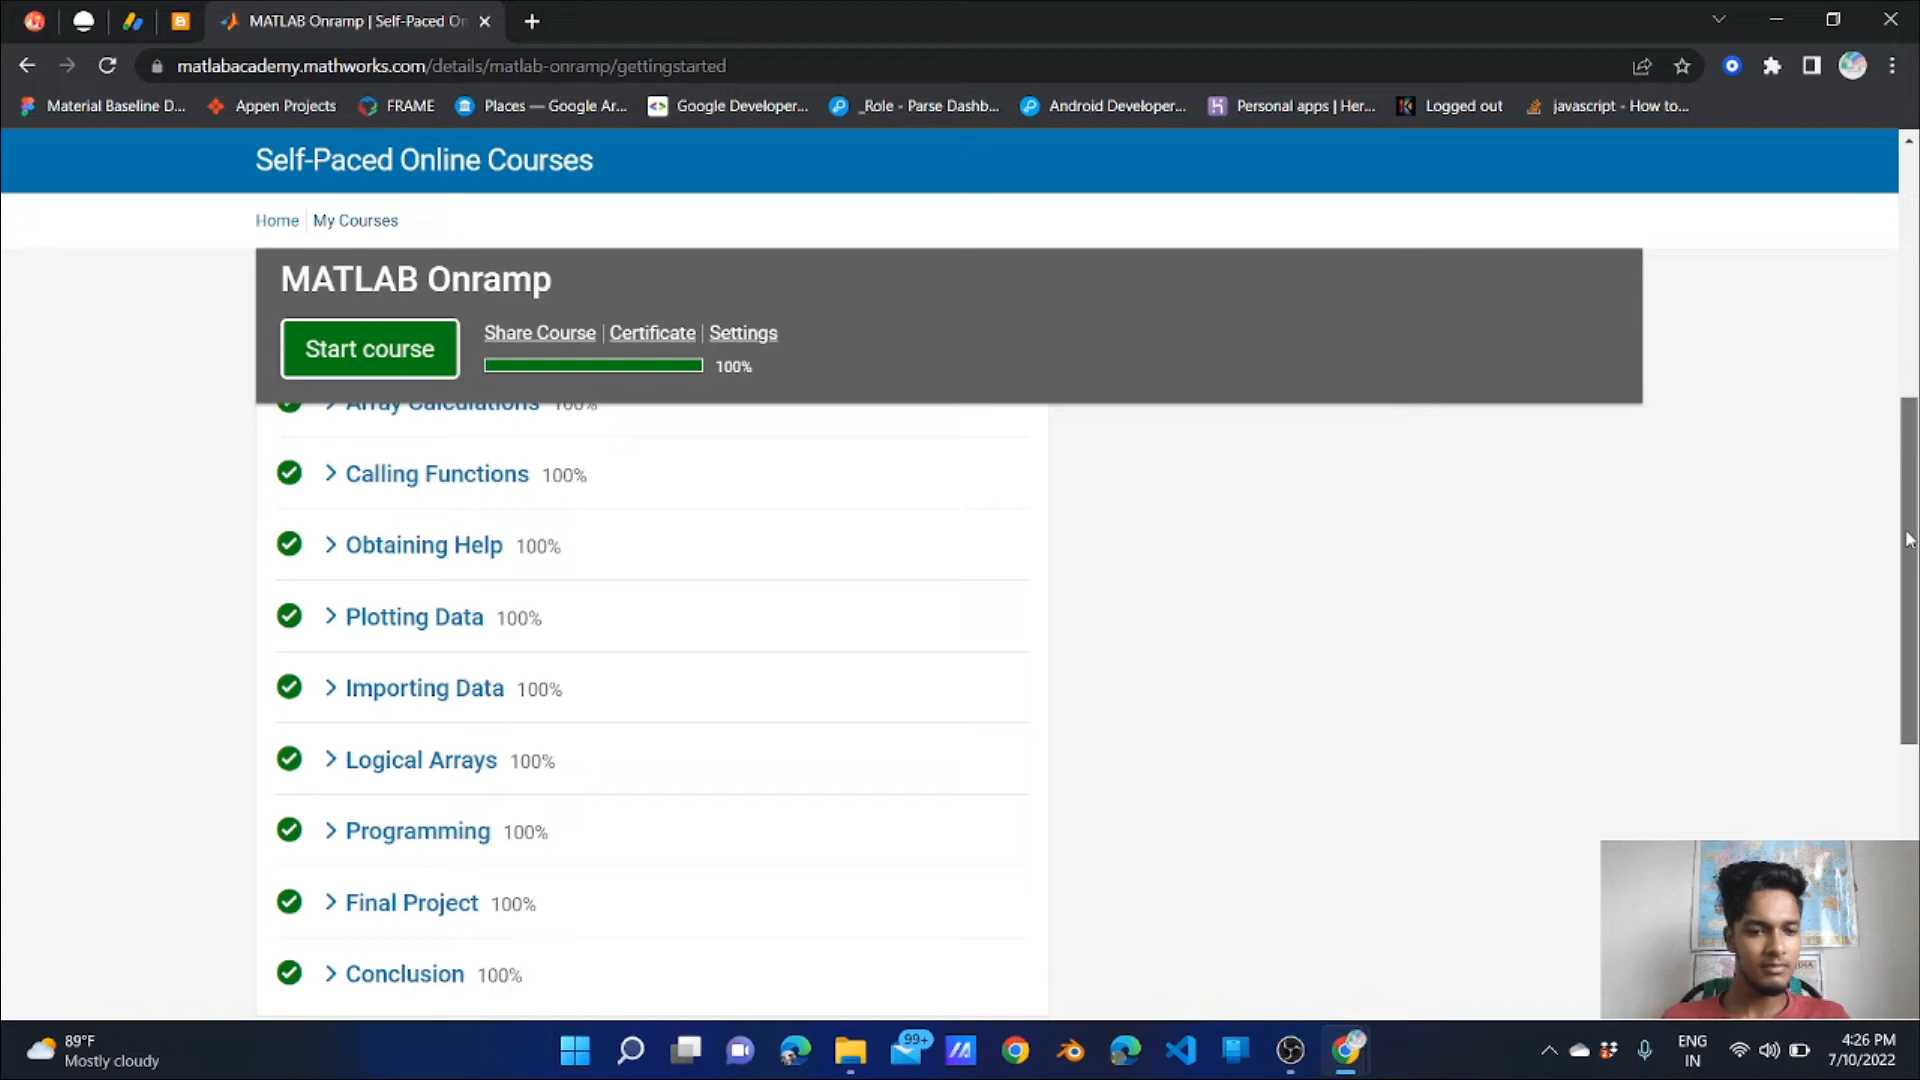 MATLAB Onramp | Self-Paced On
matlabacademy.mathworks.com/details/matlab-onramp/gettingstarted
Material Baseline D... Appen Projects FRAME Places — Google Ar... Google Developer... _Role - Parse Dashb... Android Developer... Personal apps | Her... Logged out javascript - How to...
Self-Paced Online Courses
Home My Courses
MATLAB Onramp
Start course
Share Course | Certificate | Settings
100%
Array Calculations 100%
Calling Functions 100%
Obtaining Help 100%
Plotting Data 100%
Importing Data 100%
Logical Arrays 100%
Programming 100%
Final Project 100%
Conclusion 100%
89°F
Mostly cloudy
99+
ENG
IN
4:26 PM
7/10/2022